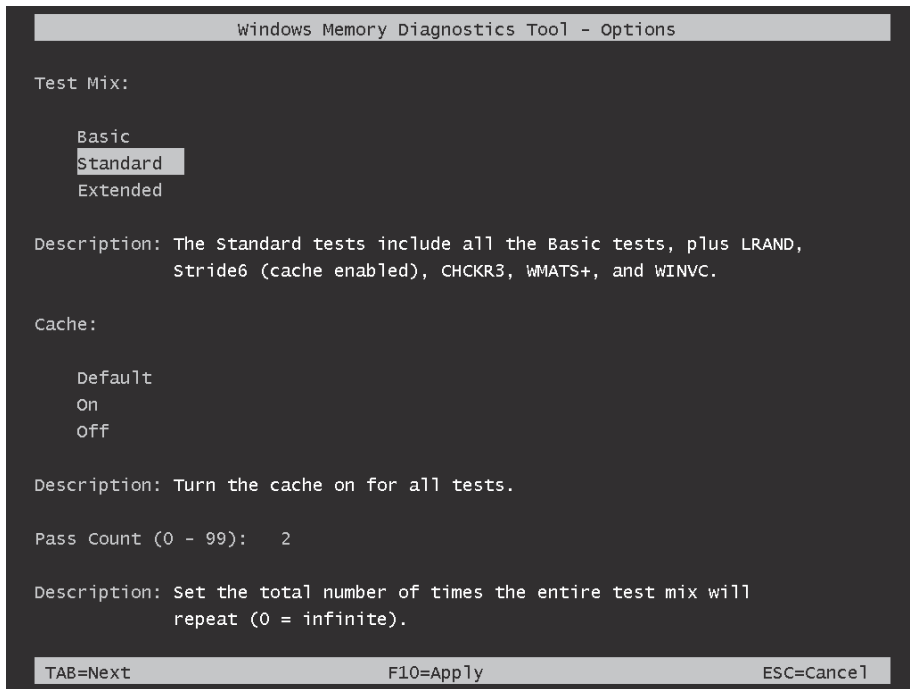 Windows Memory Diagnostics Tool - Options
Test Mix:
Basic
Standard
Extended
Description: The Standard tests include all the Basic tests, plus LRAND,
Stride6 (cache enabled), CHCKR3, WMATS+, and WINVC.
Cache:
Default
On
Off
Description: Turn the cache on for all tests.
Pass Count (0 - 99): 2
Description: Set the total number of times the entire test mix will
repeat (0 = infinite).
TAB=Next F10=Apply ESC=Cancel